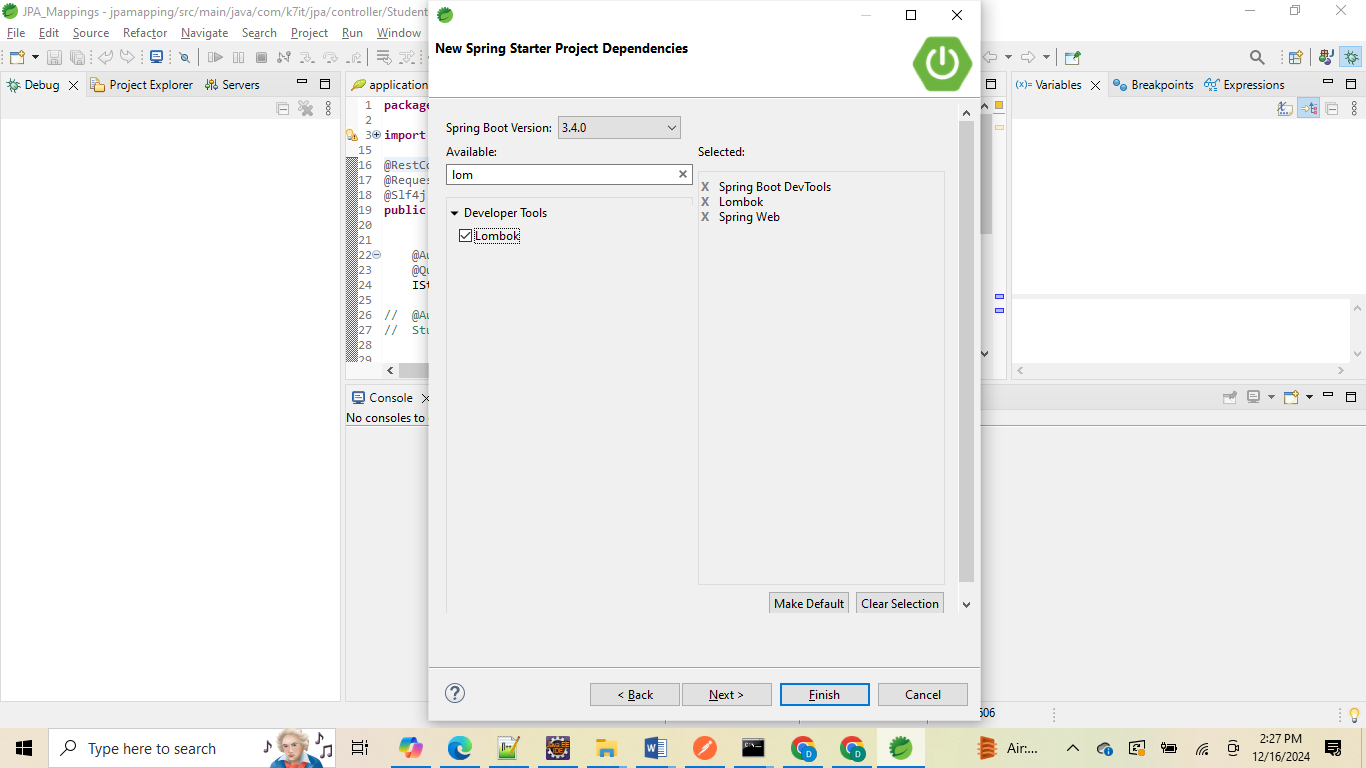 JPA_Mappings - jpamapping/src/main/java/com/k7it/jpa/controller/Student
File Edit Source Refactor Navigate Search Project Run Window
New Spring Starter Project Dependencies
Debug Project Explorer Servers
application
(x)= Variables Breakpoints Expressions
1 package
2
3 import
15
16 @RestCo
17 @Reques
18 @Slf4j
19 public
20
21
22 @Au
23 @Qu
24 ISt
25
26 // @Au
27 // Stu
28
29
Spring Boot Version: 3.4.0
Available:
Selected:
lom
Developer Tools
Lombok
X Spring Boot DevTools
X Lombok
X Spring Web
Make Default Clear Selection
Console
No consoles to
< Back Next > Finish Cancel
506
Type here to search
Air:...
2:27 PM
12/16/2024